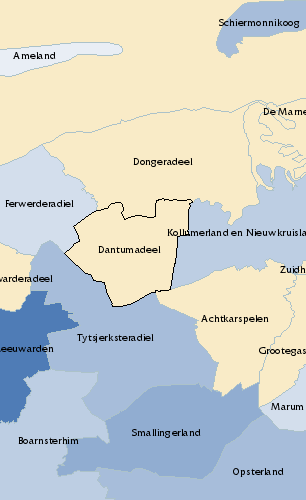 Schiermonnikoog
Ameland
De Marne
Dongeradeel
Ferwerderadiel
Kollumerland en Nieuwkruisla
Dantumadeel
Zuidh
warderadeel
Achtkarspelen
Tytsjerksteradiel
eeuwarden
Grootegas
Marum
Smallingerland
Boarnsterhim
Opsterland